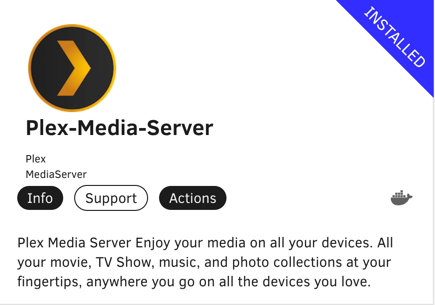 INSTALLED
Plex-Media-Server
Plex
MediaServer
Info Support Actions
Plex Media Server Enjoy your media on all your devices. All
your movie, TV Show, music, and photo collections at your
fingertips, anywhere you go on all the devices you love.